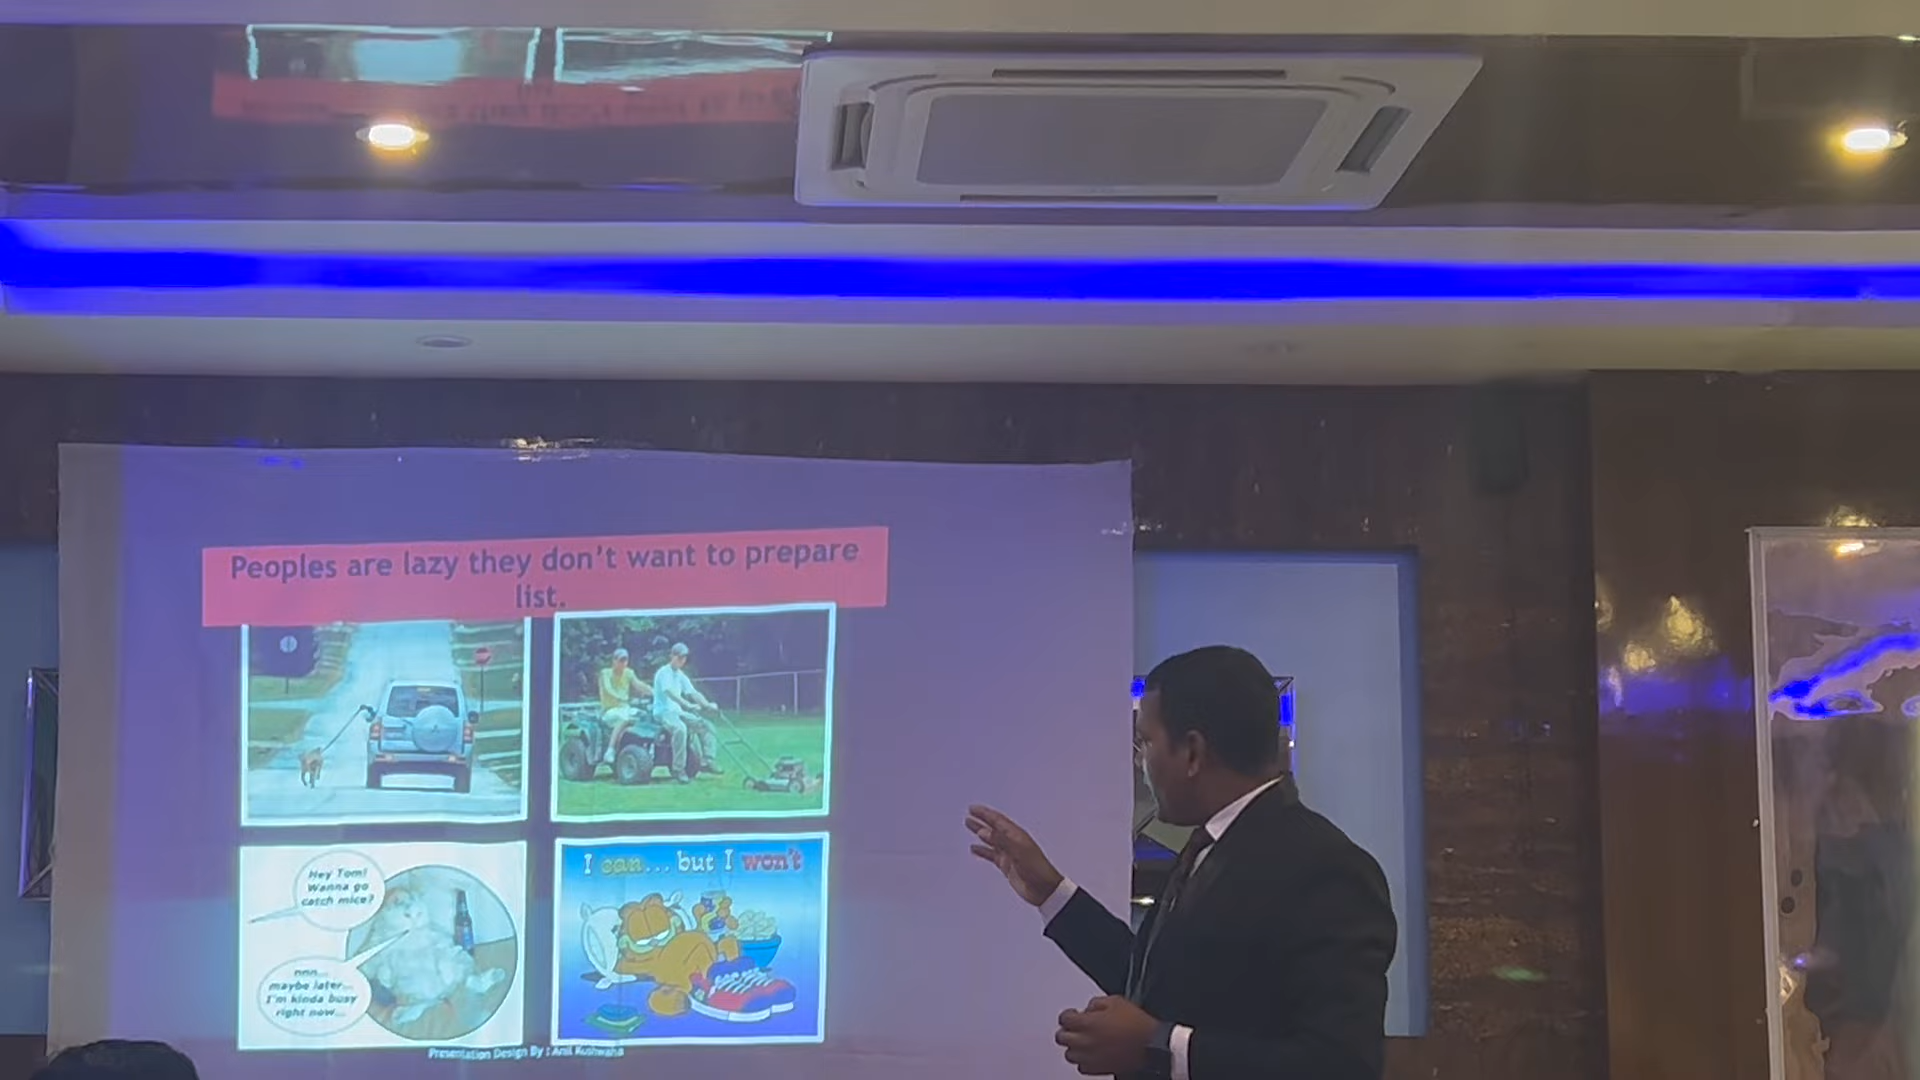 Peoples are lazy they don't want to prepare
list.
Hey Tom!
Wanna go
catch mice?
nnn...
maybe later...
I'm kinda busy
right now...
I can... but I won't
Presentation Design By : Anil Kushwaha